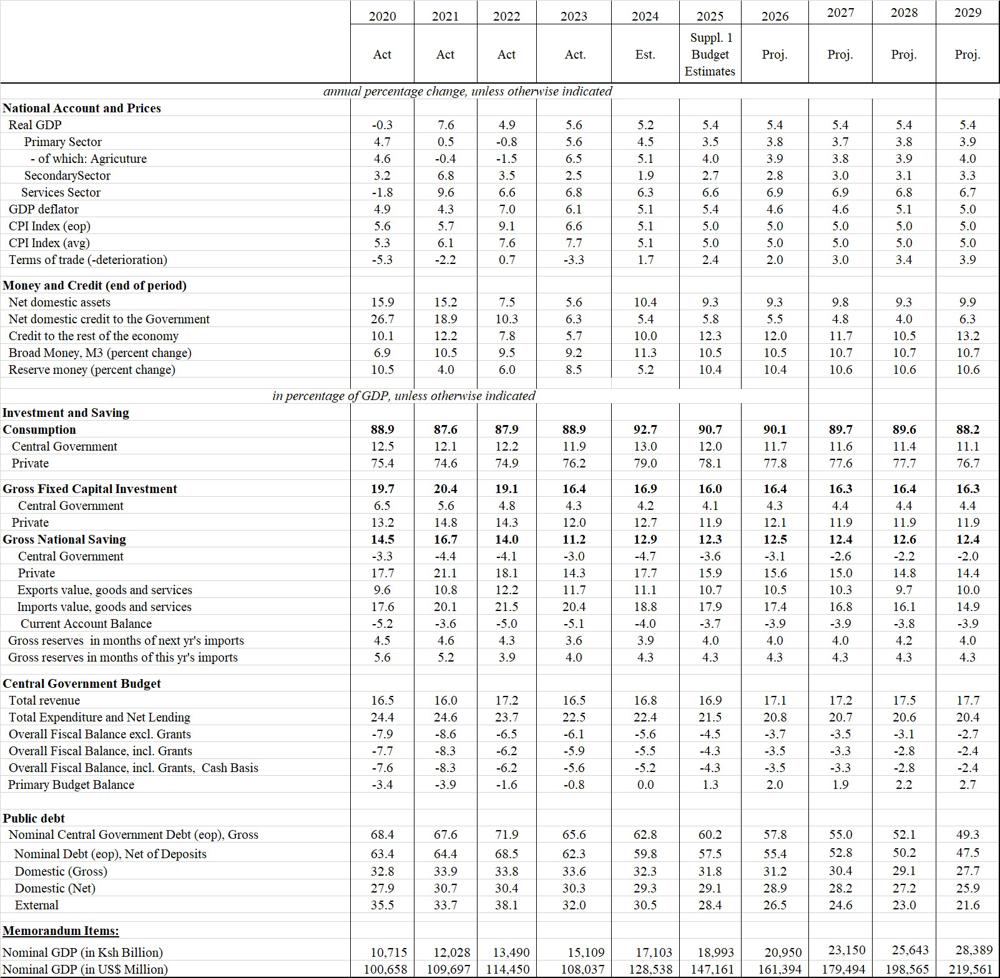 2020 2021 2022 2023 2024 2025 2026 2027 2028 2029
Act Act Act Act. Est. Suppl. 1 Budget Estimates Proj. Proj. Proj. Proj.
annual percentage change, unless otherwise indicated
National Account and Prices
Real GDP -0.3 7.6 4.9 5.6 5.2 5.4 5.4 5.4 5.4 5.4
Primary Sector 4.7 0.5 -0.8 5.6 4.5 3.5 3.8 3.7 3.8 3.9
- of which: Agricuture 4.6 -0.4 -1.5 6.5 5.1 4.0 3.9 3.8 3.9 4.0
SecondarySector 3.2 6.8 3.5 2.5 1.9 2.7 2.8 3.0 3.1 3.3
Services Sector -1.8 9.6 6.6 6.8 6.3 6.6 6.9 6.9 6.8 6.7
GDP deflator 4.9 4.3 7.0 6.1 5.1 5.4 4.6 4.6 5.1 5.0
CPI Index (eop) 5.6 5.7 9.1 6.6 5.1 5.0 5.0 5.0 5.0 5.0
CPI Index (avg) 5.3 6.1 7.6 7.7 5.1 5.0 5.0 5.0 5.0 5.0
Terms of trade (-deterioration) -5.3 -2.2 0.7 -3.3 1.7 2.4 2.0 3.0 3.4 3.9
Money and Credit (end of period)
Net domestic assets 15.9 15.2 7.5 5.6 10.4 9.3 9.3 9.8 9.3 9.9
Net domestic credit to the Government 26.7 18.9 10.3 6.3 5.4 5.8 5.5 4.8 4.0 6.3
Credit to the rest of the economy 10.1 12.2 7.8 5.7 10.0 12.3 12.0 11.7 10.5 13.2
Broad Money, M3 (percent change) 6.9 10.5 9.5 9.2 11.3 10.5 10.5 10.7 10.7 10.7
Reserve money (percent change) 10.5 4.0 6.0 8.5 5.2 10.4 10.4 10.6 10.6 10.6
in percentage of GDP, unless otherwise indicated
Investment and Saving
Consumption 88.9 87.6 87.9 88.9 92.7 90.7 90.1 89.7 89.6 88.2
Central Government 12.5 12.1 12.2 11.9 13.0 12.0 11.7 11.6 11.4 11.1
Private 75.4 74.6 74.9 76.2 79.0 78.1 77.8 77.6 77.7 76.7
Gross Fixed Capital Investment 19.7 20.4 19.1 16.4 16.9 16.0 16.4 16.3 16.4 16.3
Central Government 6.5 5.6 4.8 4.3 4.2 4.1 4.3 4.4 4.4 4.4
Private 13.2 14.8 14.3 12.0 12.7 11.9 12.1 11.9 11.9 11.9
Gross National Saving 14.5 16.7 14.0 11.2 12.9 12.3 12.5 12.4 12.6 12.4
Central Government -3.3 -4.4 -4.1 -3.0 -4.7 -3.6 -3.1 -2.6 -2.2 -2.0
Private 17.7 21.1 18.1 14.3 17.7 15.9 15.6 15.0 14.8 14.4
Exports value, goods and services 9.6 10.8 12.2 11.7 11.1 10.7 10.5 10.3 9.7 10.0
Imports value, goods and services 17.6 20.1 21.5 20.4 18.8 17.9 17.4 16.8 16.1 14.9
Current Account Balance -5.2 -3.6 -5.0 -5.1 -4.0 -3.7 -3.9 -3.9 -3.8 -3.9
Gross reserves in months of next yr's imports 4.5 4.6 4.3 3.6 3.9 4.0 4.0 4.0 4.2 4.0
Gross reserves in months of this yr's imports 5.6 5.2 3.9 4.0 4.3 4.3 4.3 4.3 4.3 4.3
Central Government Budget
Total revenue 16.5 16.0 17.2 16.5 16.8 16.9 17.1 17.2 17.5 17.7
Total Expenditure and Net Lending 24.4 24.6 23.7 22.5 22.4 21.5 20.8 20.7 20.6 20.4
Overall Fiscal Balance excl. Grants -7.9 -8.6 -6.5 -6.1 -5.6 -4.5 -3.7 -3.5 -3.1 -2.7
Overall Fiscal Balance, incl. Grants -7.7 -8.3 -6.2 -5.9 -5.5 -4.3 -3.5 -3.3 -2.8 -2.4
Overall Fiscal Balance, incl. Grants, Cash Basis -7.6 -8.3 -6.2 -5.6 -5.2 -4.3 -3.5 -3.3 -2.8 -2.4
Primary Budget Balance -3.4 -3.9 -1.6 -0.8 0.0 1.3 2.0 1.9 2.2 2.7
Public debt
Nominal Central Government Debt (eop), Gross 68.4 67.6 71.9 65.6 62.8 60.2 57.8 55.0 52.1 49.3
Nominal Debt (eop), Net of Deposits 63.4 64.4 68.5 62.3 59.8 57.5 55.4 52.8 50.2 47.5
Domestic (Gross) 32.8 33.9 33.8 33.6 32.3 31.8 31.2 30.4 29.1 27.7
Domestic (Net) 27.9 30.7 30.4 30.3 29.3 29.1 28.9 28.2 27.2 25.9
External 35.5 33.7 38.1 32.0 30.5 28.4 26.5 24.6 23.0 21.6
Memorandum Items:
Nominal GDP (in Ksh Billion) 10,715 12,028 13,490 15,109 17,103 18,993 20,950 23,150 25,643 28,389
Nominal GDP (in US$ Million) 100,658 109,697 114,450 108,037 128,538 147,161 161,394 179,494 198,565 219,561